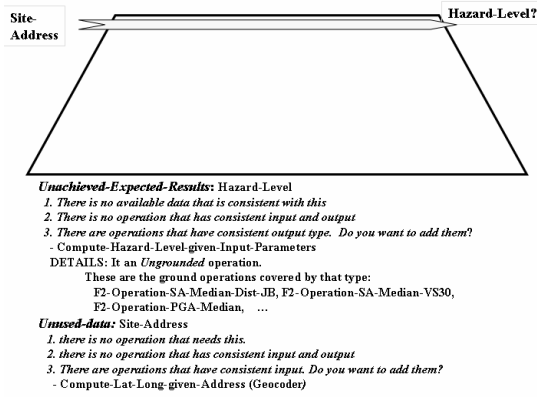 Site-
Address
Hazard-Level?
Unachieved-Expected-Results: Hazard-Level
1. There is no available data that is consistent with this
2. There is no operation that has consistent input and output
3. There are operations that have consistent output type. Do you want to add them?
- Compute-Hazard-Level-given-Input-Parameters
DETAILS: It an Ungrounded operation.
These are the ground operations covered by that type:
F2-Operation-SA-Median-Dist-JB, F2-Operation-SA-Median-VS30,
F2-Operation-PGA-Median, ...
Unused-data: Site-Address
1. there is no operation that needs this.
2. there is no operation that has consistent input and output
3. There are operations that have consistent input. Do you want to add them?
- Compute-Lat-Long-given-Address (Geocoder)